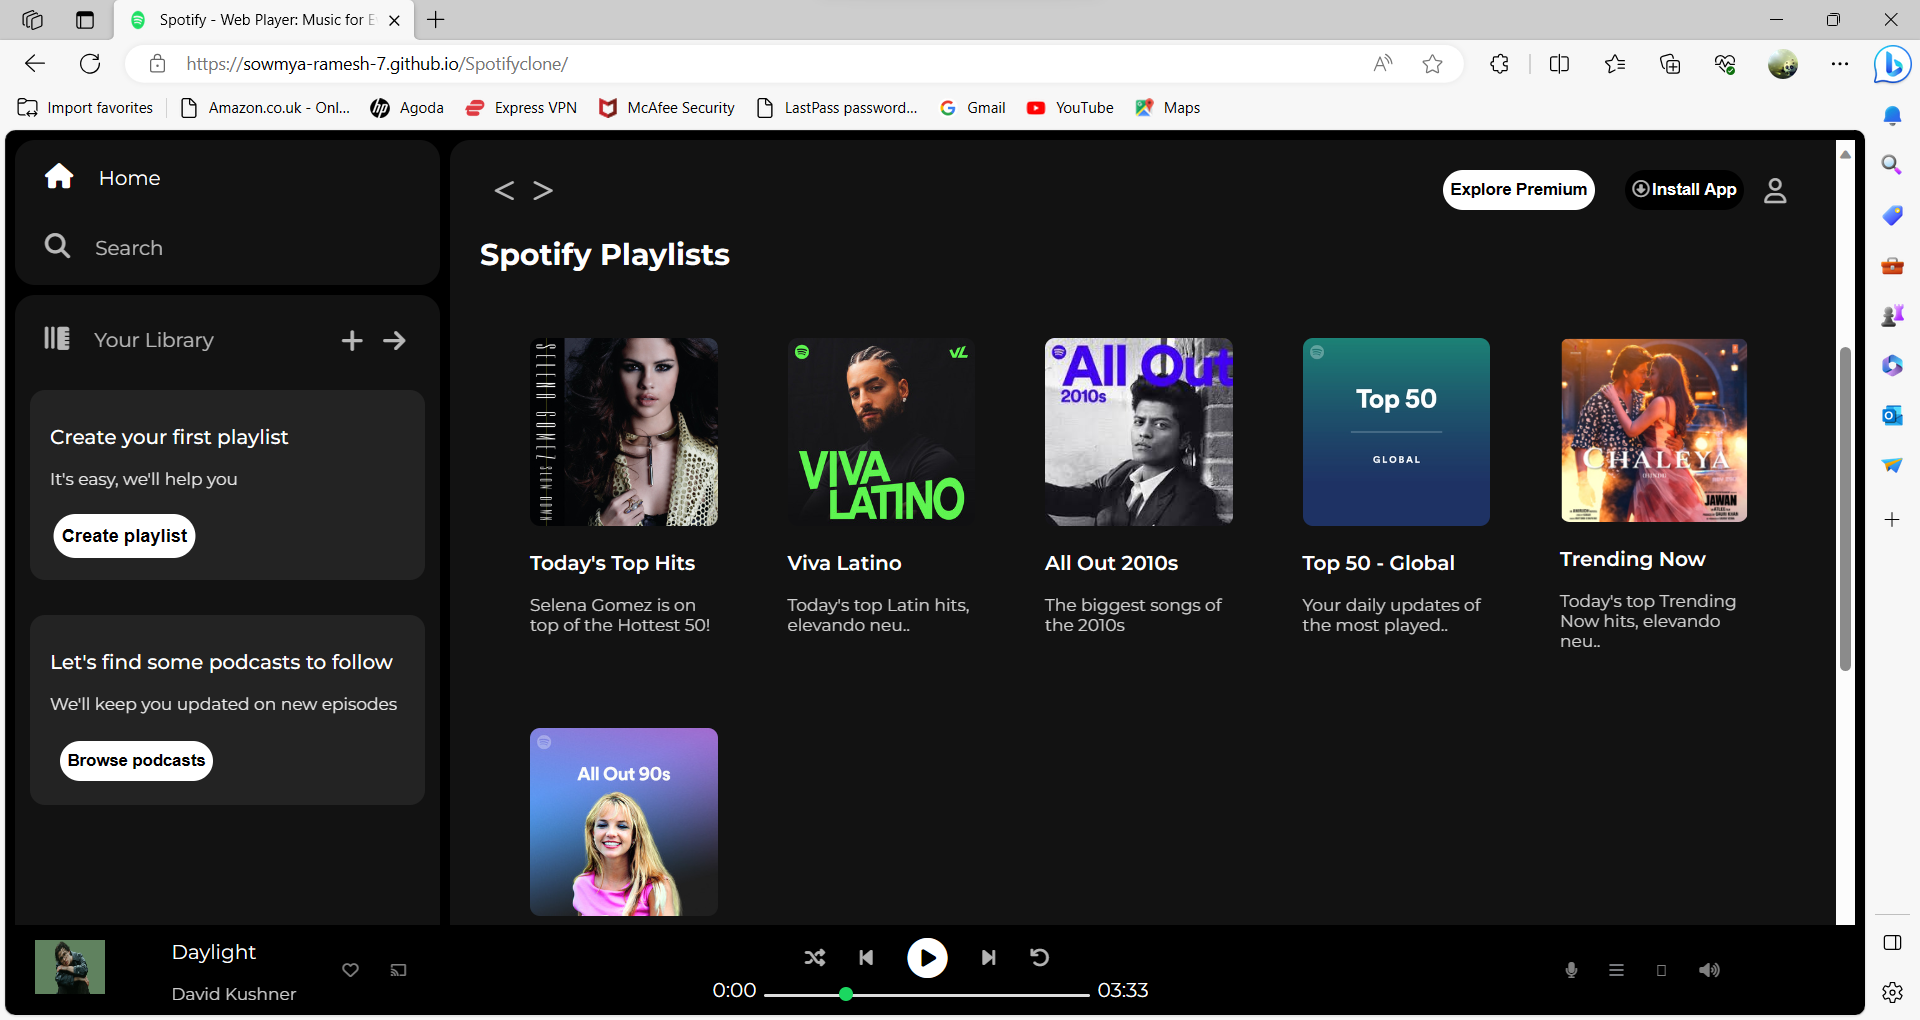 Spotify - Web Player: Music for E
https://sowmya-ramesh-7.github.io/Spotifyclone/
Import favorites
Amazon.co.uk - Onl...
Agoda
Express VPN
McAfee Security
LastPass password...
Gmail
YouTube
Maps
Home
Search
Your Library
Create your first playlist
It's easy, we'll help you
Create playlist
Let's find some podcasts to follow
We'll keep you updated on new episodes
Browse podcasts
< >
Explore Premium
Install App
Spotify Playlists
SELENA GOMEZ
VL
VIVA
LATINO
All Out
2010s
Top 50
GLOBAL
CHALEYA
(HINDI)
JAWAN
Today's Top Hits
Selena Gomez is on
top of the Hottest 50!
Viva Latino
Today's top Latin hits,
elevando neu..
All Out 2010s
The biggest songs of
the 2010s
Top 50 - Global
Your daily updates of
the most played..
Trending Now
Today's top Trending
Now hits, elevando
neu..
All Out 90s
Daylight
David Kushner
0:00
03:33